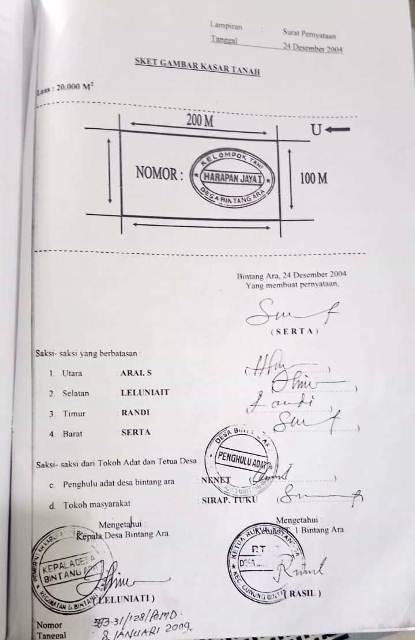 Lampiran Surat Pernyataan
Tanggal 24 Desember 2004
SKET GAMBAR KASAR TANAH
Luas : 20.000 M²
200 M
U
NOMOR :
KELOMPOK TANI
HARAPAN JAYA I
DESA BINTANG ARA
100 M
Bintang Ara, 24 Desember 2004
Yang membuat pernyataan,
( SERTA )
Saksi- saksi yang berbatasan
1. Utara ARAI. S
2. Selatan LELUNIAIT
3. Timur RANDI
4 Barat SERTA
Saksi- saksi dari Tokoh Adat dan Tetua Desa
PENGHULU ADAT
c. Penghulu adat desa bintang ara NENET
d. Tokoh masyarakat SIRAP. TUKU
Mengetahui
Kepala Desa Bintang Ara
KEPALA DESA
BINTANG
LELUNIATI )
Mengetahui
1 Bintang Ara
RT
( RASIL )
Nomor
Tanggal 8 JANUARI 2009.